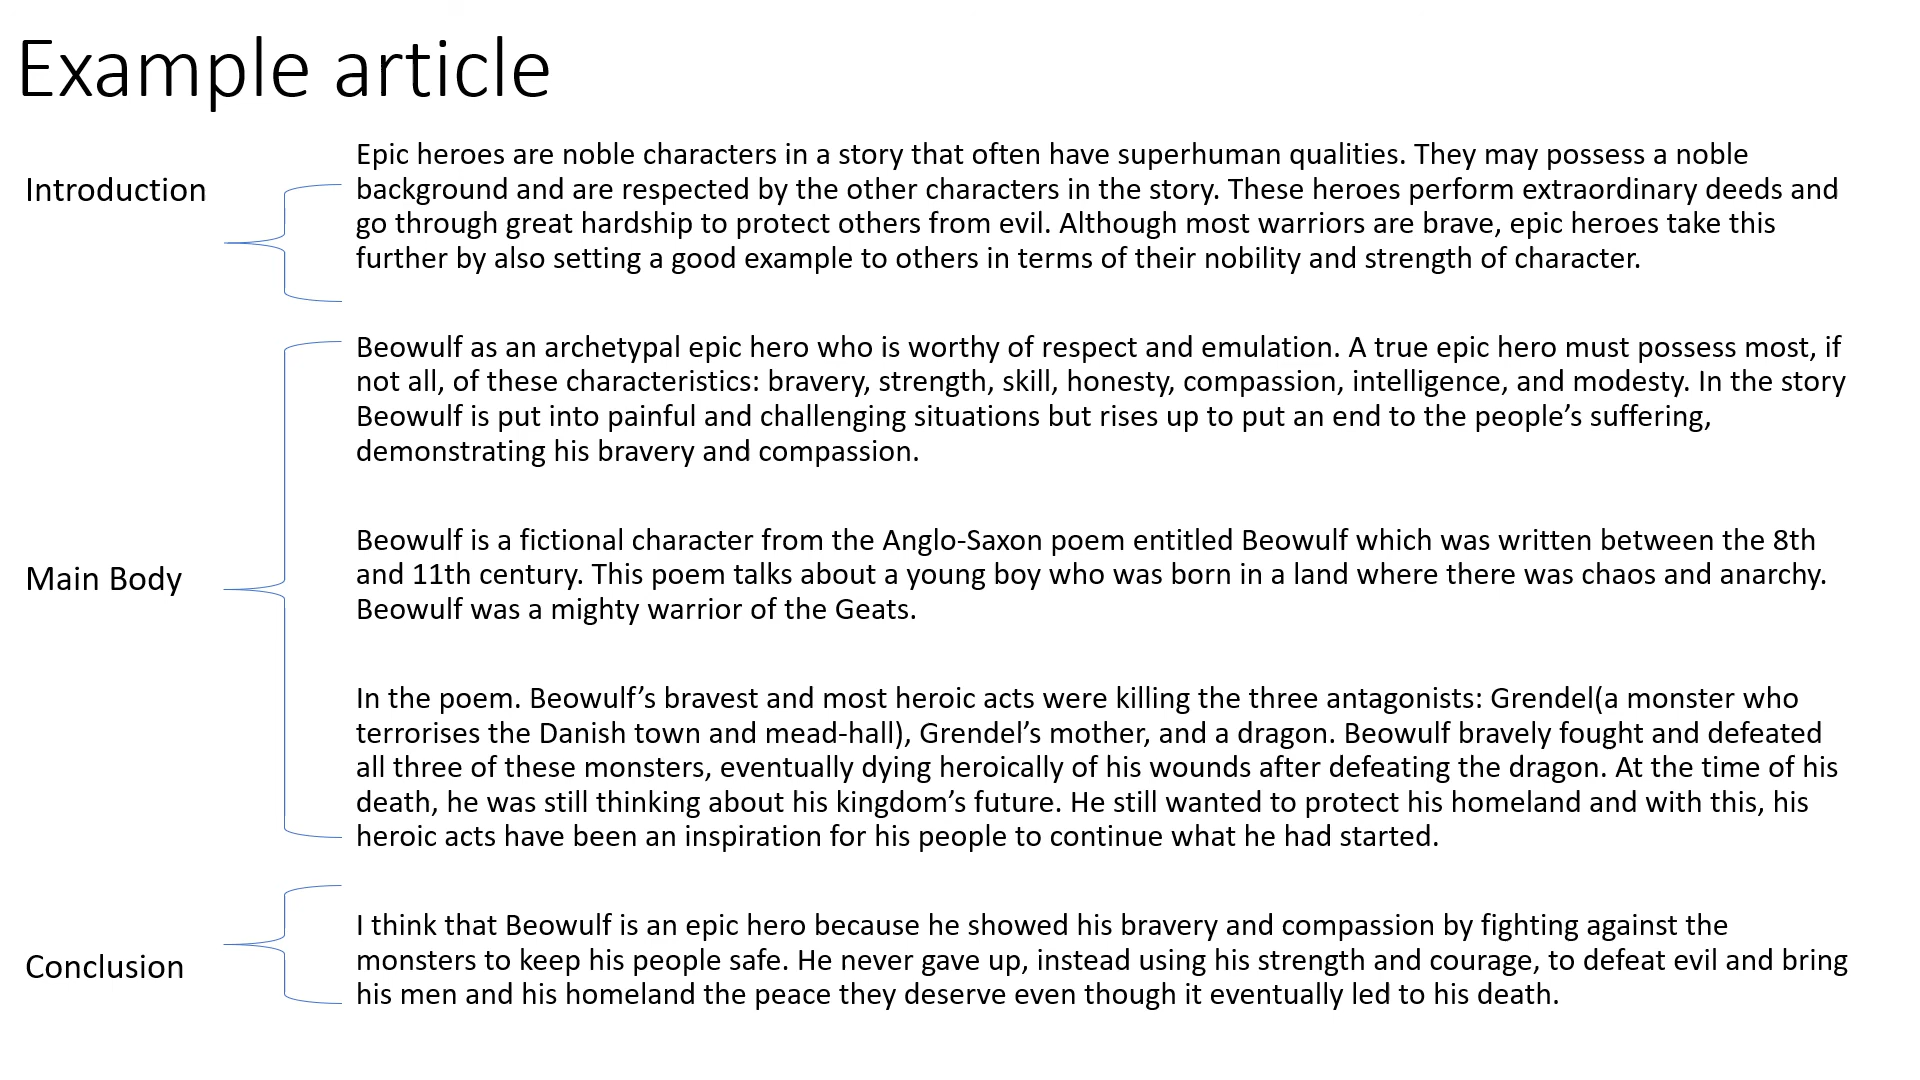 Example article
Introduction
Epic heroes are noble characters in a story that often have superhuman qualities. They may possess a noble
background and are respected by the other characters in the story. These heroes perform extraordinary deeds and
go through great hardship to protect others from evil. Although most warriors are brave, epic heroes take this
further by also setting a good example to others in terms of their nobility and strength of character.
Main Body
Beowulf as an archetypal epic hero who is worthy of respect and emulation. A true epic hero must possess most, if
not all, of these characteristics: bravery, strength, skill, honesty, compassion, intelligence, and modesty. In the story
Beowulf is put into painful and challenging situations but rises up to put an end to the people’s suffering,
demonstrating his bravery and compassion.
Beowulf is a fictional character from the Anglo-Saxon poem entitled Beowulf which was written between the 8th
and 11th century. This poem talks about a young boy who was born in a land where there was chaos and anarchy.
Beowulf was a mighty warrior of the Geats.
In the poem. Beowulf’s bravest and most heroic acts were killing the three antagonists: Grendel(a monster who
terrorises the Danish town and mead-hall), Grendel’s mother, and a dragon. Beowulf bravely fought and defeated
all three of these monsters, eventually dying heroically of his wounds after defeating the dragon. At the time of his
death, he was still thinking about his kingdom’s future. He still wanted to protect his homeland and with this, his
heroic acts have been an inspiration for his people to continue what he had started.
Conclusion
I think that Beowulf is an epic hero because he showed his bravery and compassion by fighting against the
monsters to keep his people safe. He never gave up, instead using his strength and courage, to defeat evil and bring
his men and his homeland the peace they deserve even though it eventually led to his death.